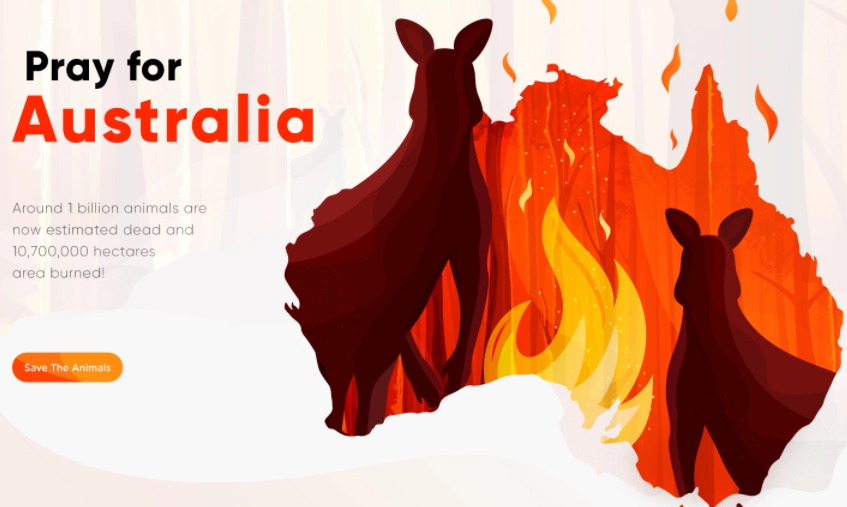 Pray for
Australia
Around 1 billion animals are
now estimated dead and
10,700,000 hectares
area burned!
Save The Animals